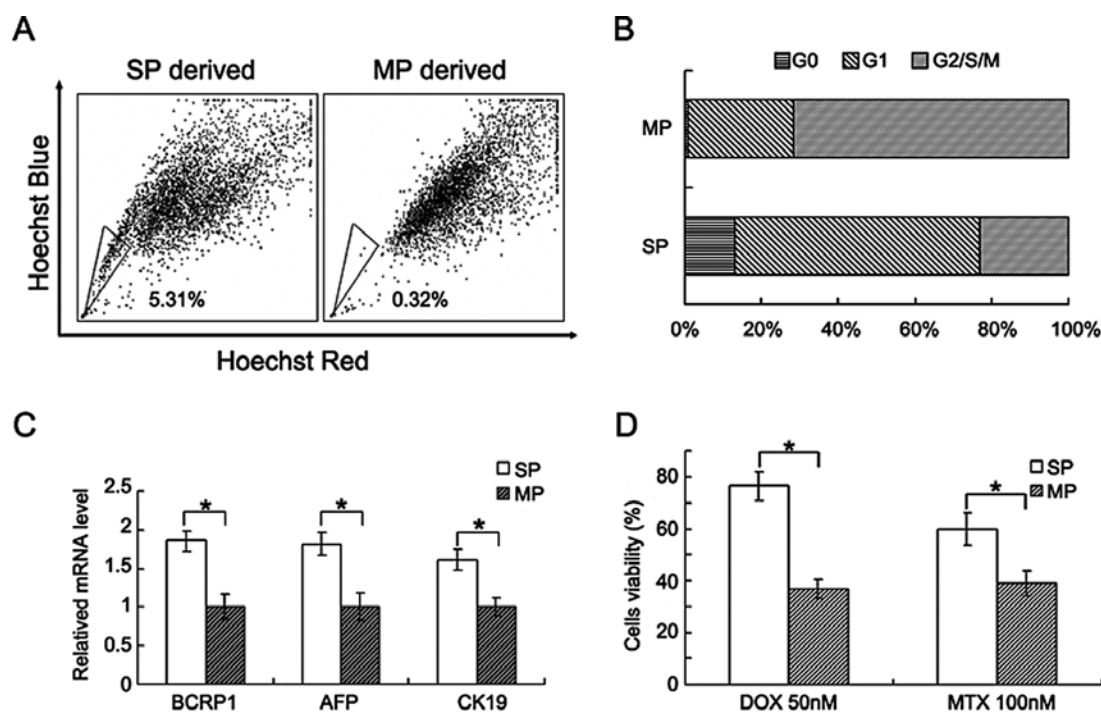 A
SP derived
MP derived
Hoechst Blue
5.31%
0.32%
Hoechst Red
B
G0 G1 G2/S/M
MP
SP
0% 20% 40% 60% 80% 100%
C
SP
MP
Relatived mRNA level
2.5
2
1.5
1
0.5
0
* * *
BCRP1 AFP CK19
D
SP
MP
Cells viability (%)
80
60
40
60
20
0
* *
DOX 50nM MTX 100nM